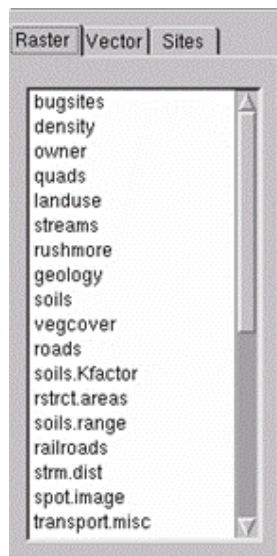 Raster Vector Sites
bugsites
density
owner
quads
landuse
streams
rushmore
geology
soils
vegcover
roads
soils.Kfactor
rstrct.areas
soils.range
railroads
strm.dist
spot.image
transport.misc